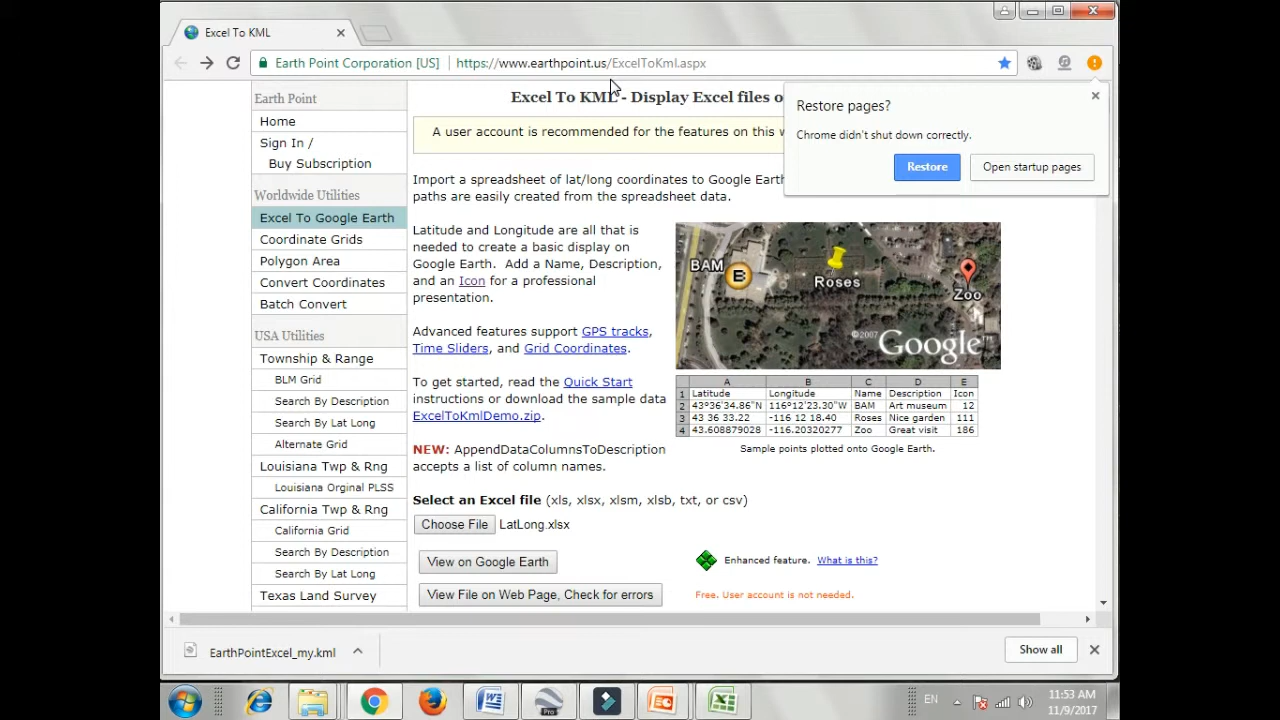 Excel To KML
Earth Point Corporation [US]
https://www.earthpoint.us/ExcelToKml.aspx
Earth Point
Home
Sign In /
Buy Subscription
Worldwide Utilities
Excel To Google Earth
Coordinate Grids
Polygon Area
Convert Coordinates
Batch Convert
USA Utilities
Township & Range
BLM Grid
Search By Description
Search By Lat Long
Alternate Grid
Louisiana Twp & Rng
Louisiana Orginal PLSS
California Twp & Rng
California Grid
Search By Description
Search By Lat Long
Texas Land Survey
Excel To KML - Display Excel files o
A user account is recommended for the features on this w
Import a spreadsheet of lat/long coordinates to Google Earth
paths are easily created from the spreadsheet data.
Latitude and Longitude are all that is
needed to create a basic display on
Google Earth. Add a Name, Description,
and an Icon for a professional
presentation.
Advanced features support GPS tracks,
Time Sliders, and Grid Coordinates.
To get started, read the Quick Start
instructions or download the sample data
ExcelToKmlDemo.zip.
NEW: AppendDataColumnsToDescription
accepts a list of column names.
BAM
B
Roses
Zoo
©2007 Google
A B C D E
1 Latitude Longitude Name Description Icon
2 43°36'34.86"N 116°12'23.30"W BAM Art museum 12
3 43 36 33.22 -116 12 18.40 Roses Nice garden 111
4 43.608879028 -116.20320277 Zoo Great visit 186
Sample points plotted onto Google Earth.
Select an Excel file (xls, xlsx, xlsm, xlsb, txt, or csv)
Choose File LatLong.xlsx
View on Google Earth
Enhanced feature. What is this?
View File on Web Page, Check for errors
Free. User account is not needed.
Restore pages?
Chrome didn't shut down correctly.
Restore
Open startup pages
EarthPointExcel_my.kml
Show all
Pro
EN
11:53 AM
11/9/2017